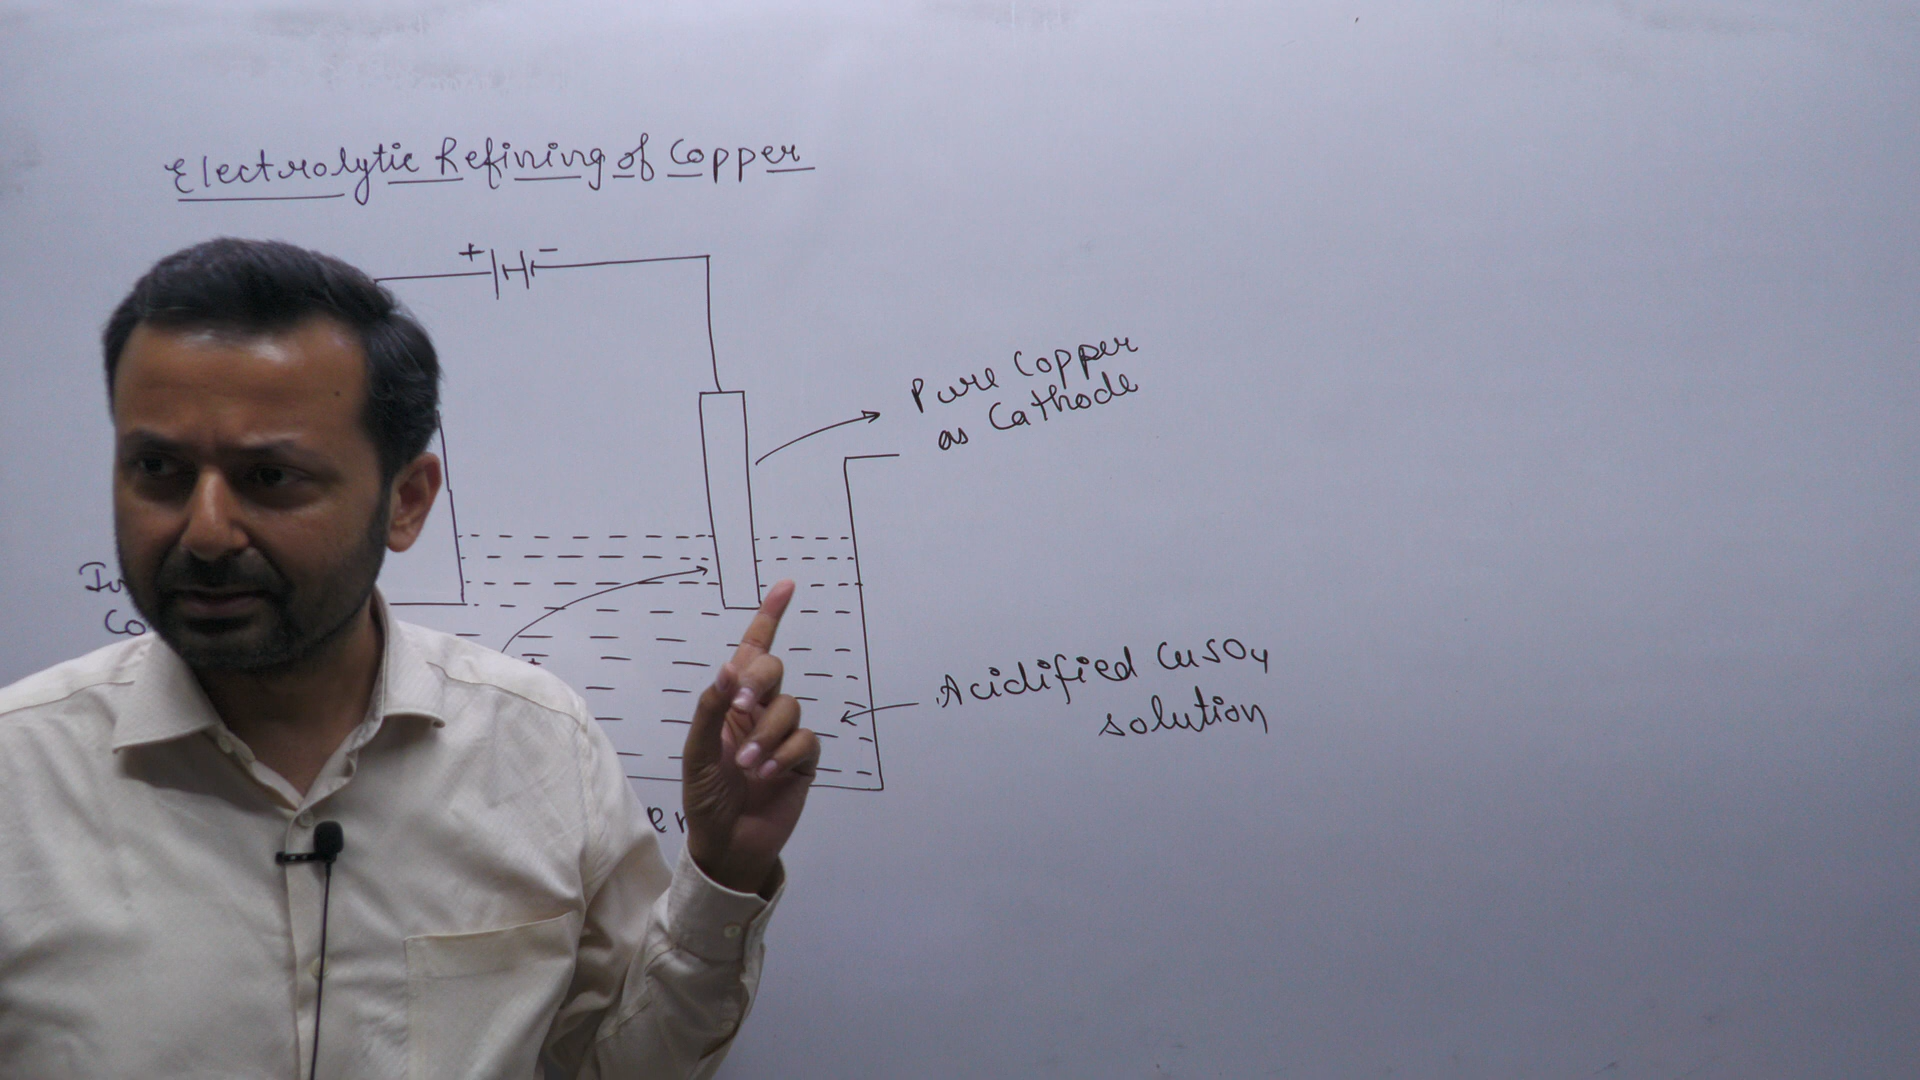 Electrolytic Refining of Copper
+ -
Pure Copper
as Cathode
Acidified CuSO4
solution